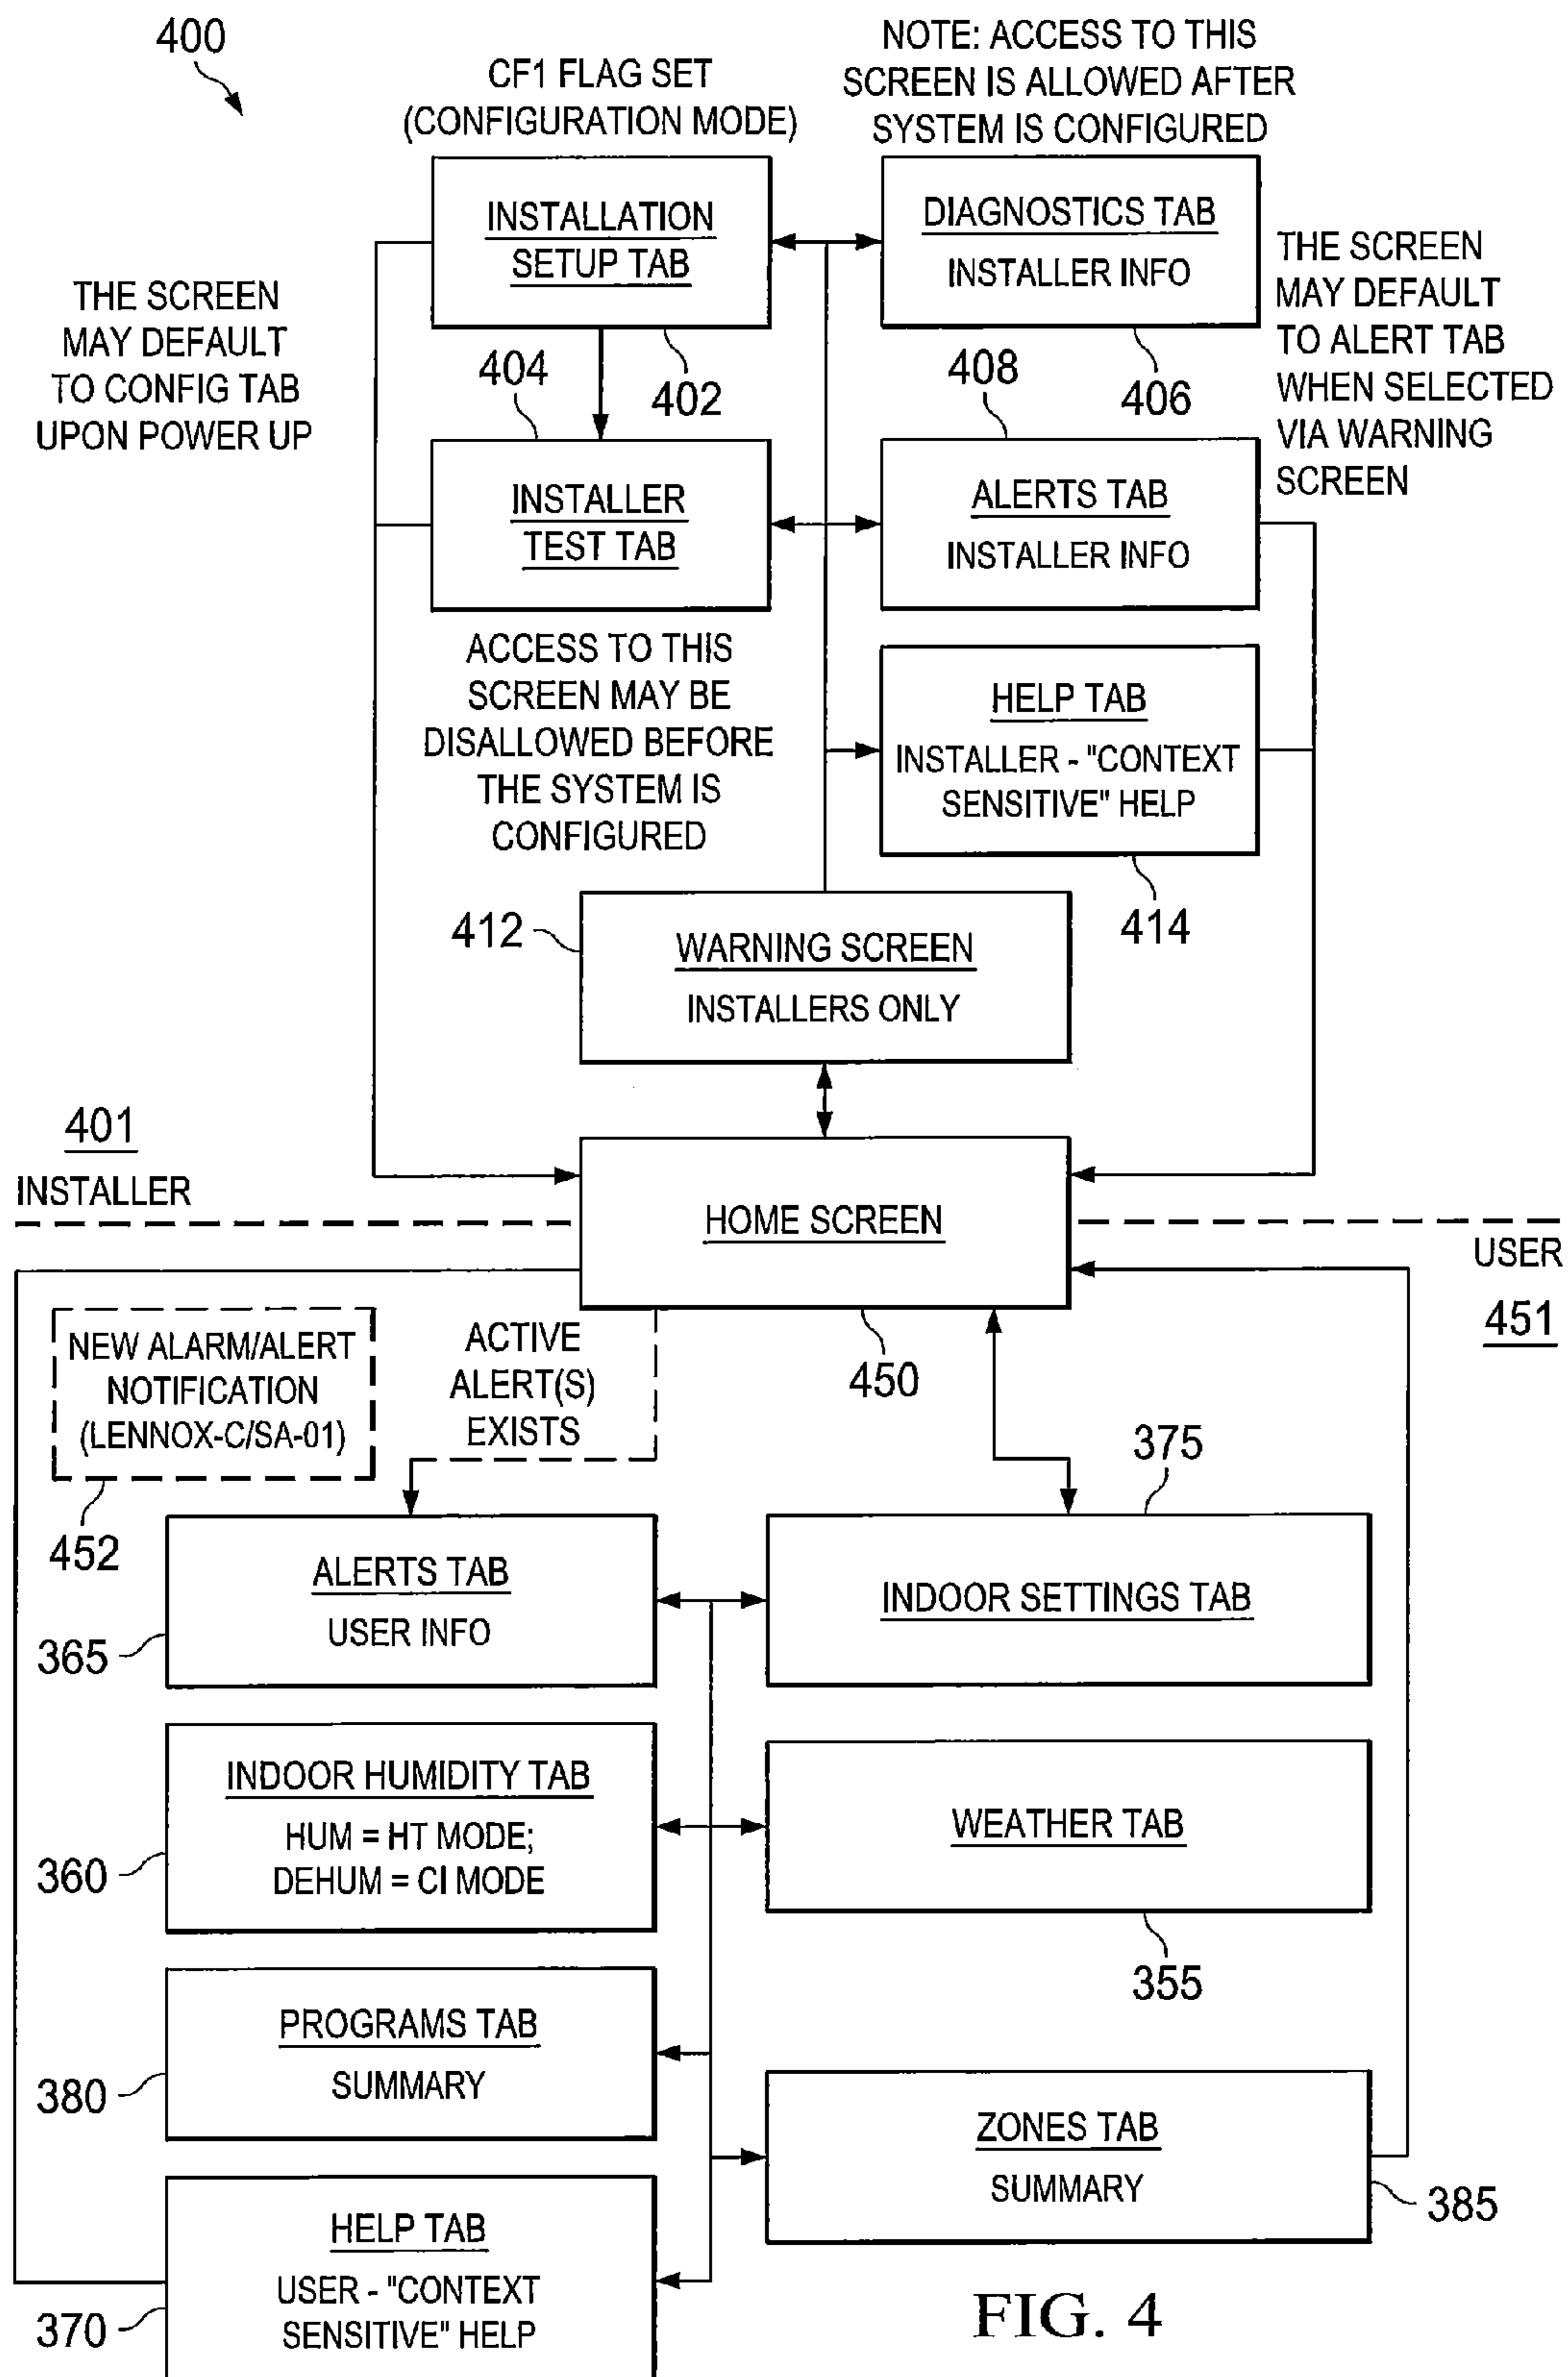 400
CF1 FLAG SET
(CONFIGURATION MODE)
NOTE: ACCESS TO THIS
SCREEN IS ALLOWED AFTER
SYSTEM IS CONFIGURED
INSTALLATION
SETUP TAB
402
DIAGNOSTICS TAB
INSTALLER INFO
406
THE SCREEN
MAY DEFAULT
TO CONFIG TAB
UPON POWER UP
THE SCREEN
MAY DEFAULT
TO ALERT TAB
WHEN SELECTED
VIA WARNING
SCREEN
404
INSTALLER
TEST TAB
408
ALERTS TAB
INSTALLER INFO
ACCESS TO THIS
SCREEN MAY BE
DISALLOWED BEFORE
THE SYSTEM IS
CONFIGURED
HELP TAB
INSTALLER - "CONTEXT
SENSITIVE" HELP
414
412
WARNING SCREEN
INSTALLERS ONLY
401
INSTALLER
HOME SCREEN
450
USER
451
NEW ALARM/ALERT
NOTIFICATION
(LENNOX-C/SA-01)
452
ACTIVE
ALERT(S)
EXISTS
375
ALERTS TAB
USER INFO
365
INDOOR SETTINGS TAB
INDOOR HUMIDITY TAB
HUM = HT MODE;
DEHUM = CI MODE
360
WEATHER TAB
355
PROGRAMS TAB
SUMMARY
380
ZONES TAB
SUMMARY
385
HELP TAB
USER - "CONTEXT
SENSITIVE" HELP
370
FIG. 4